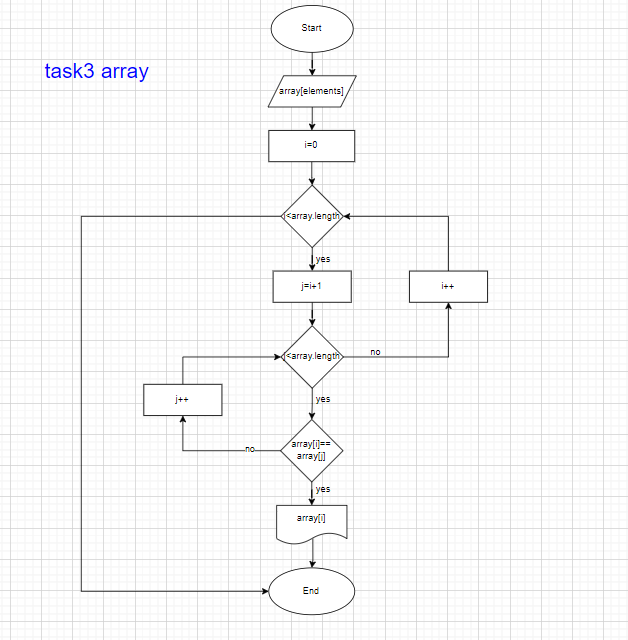 Start
task3 array
array[elements]
i=0
i<array.length
yes
j=i+1
i++
j<array.length
no
yes
j++
array[i]==
array[j]
no
yes
array[i]
End